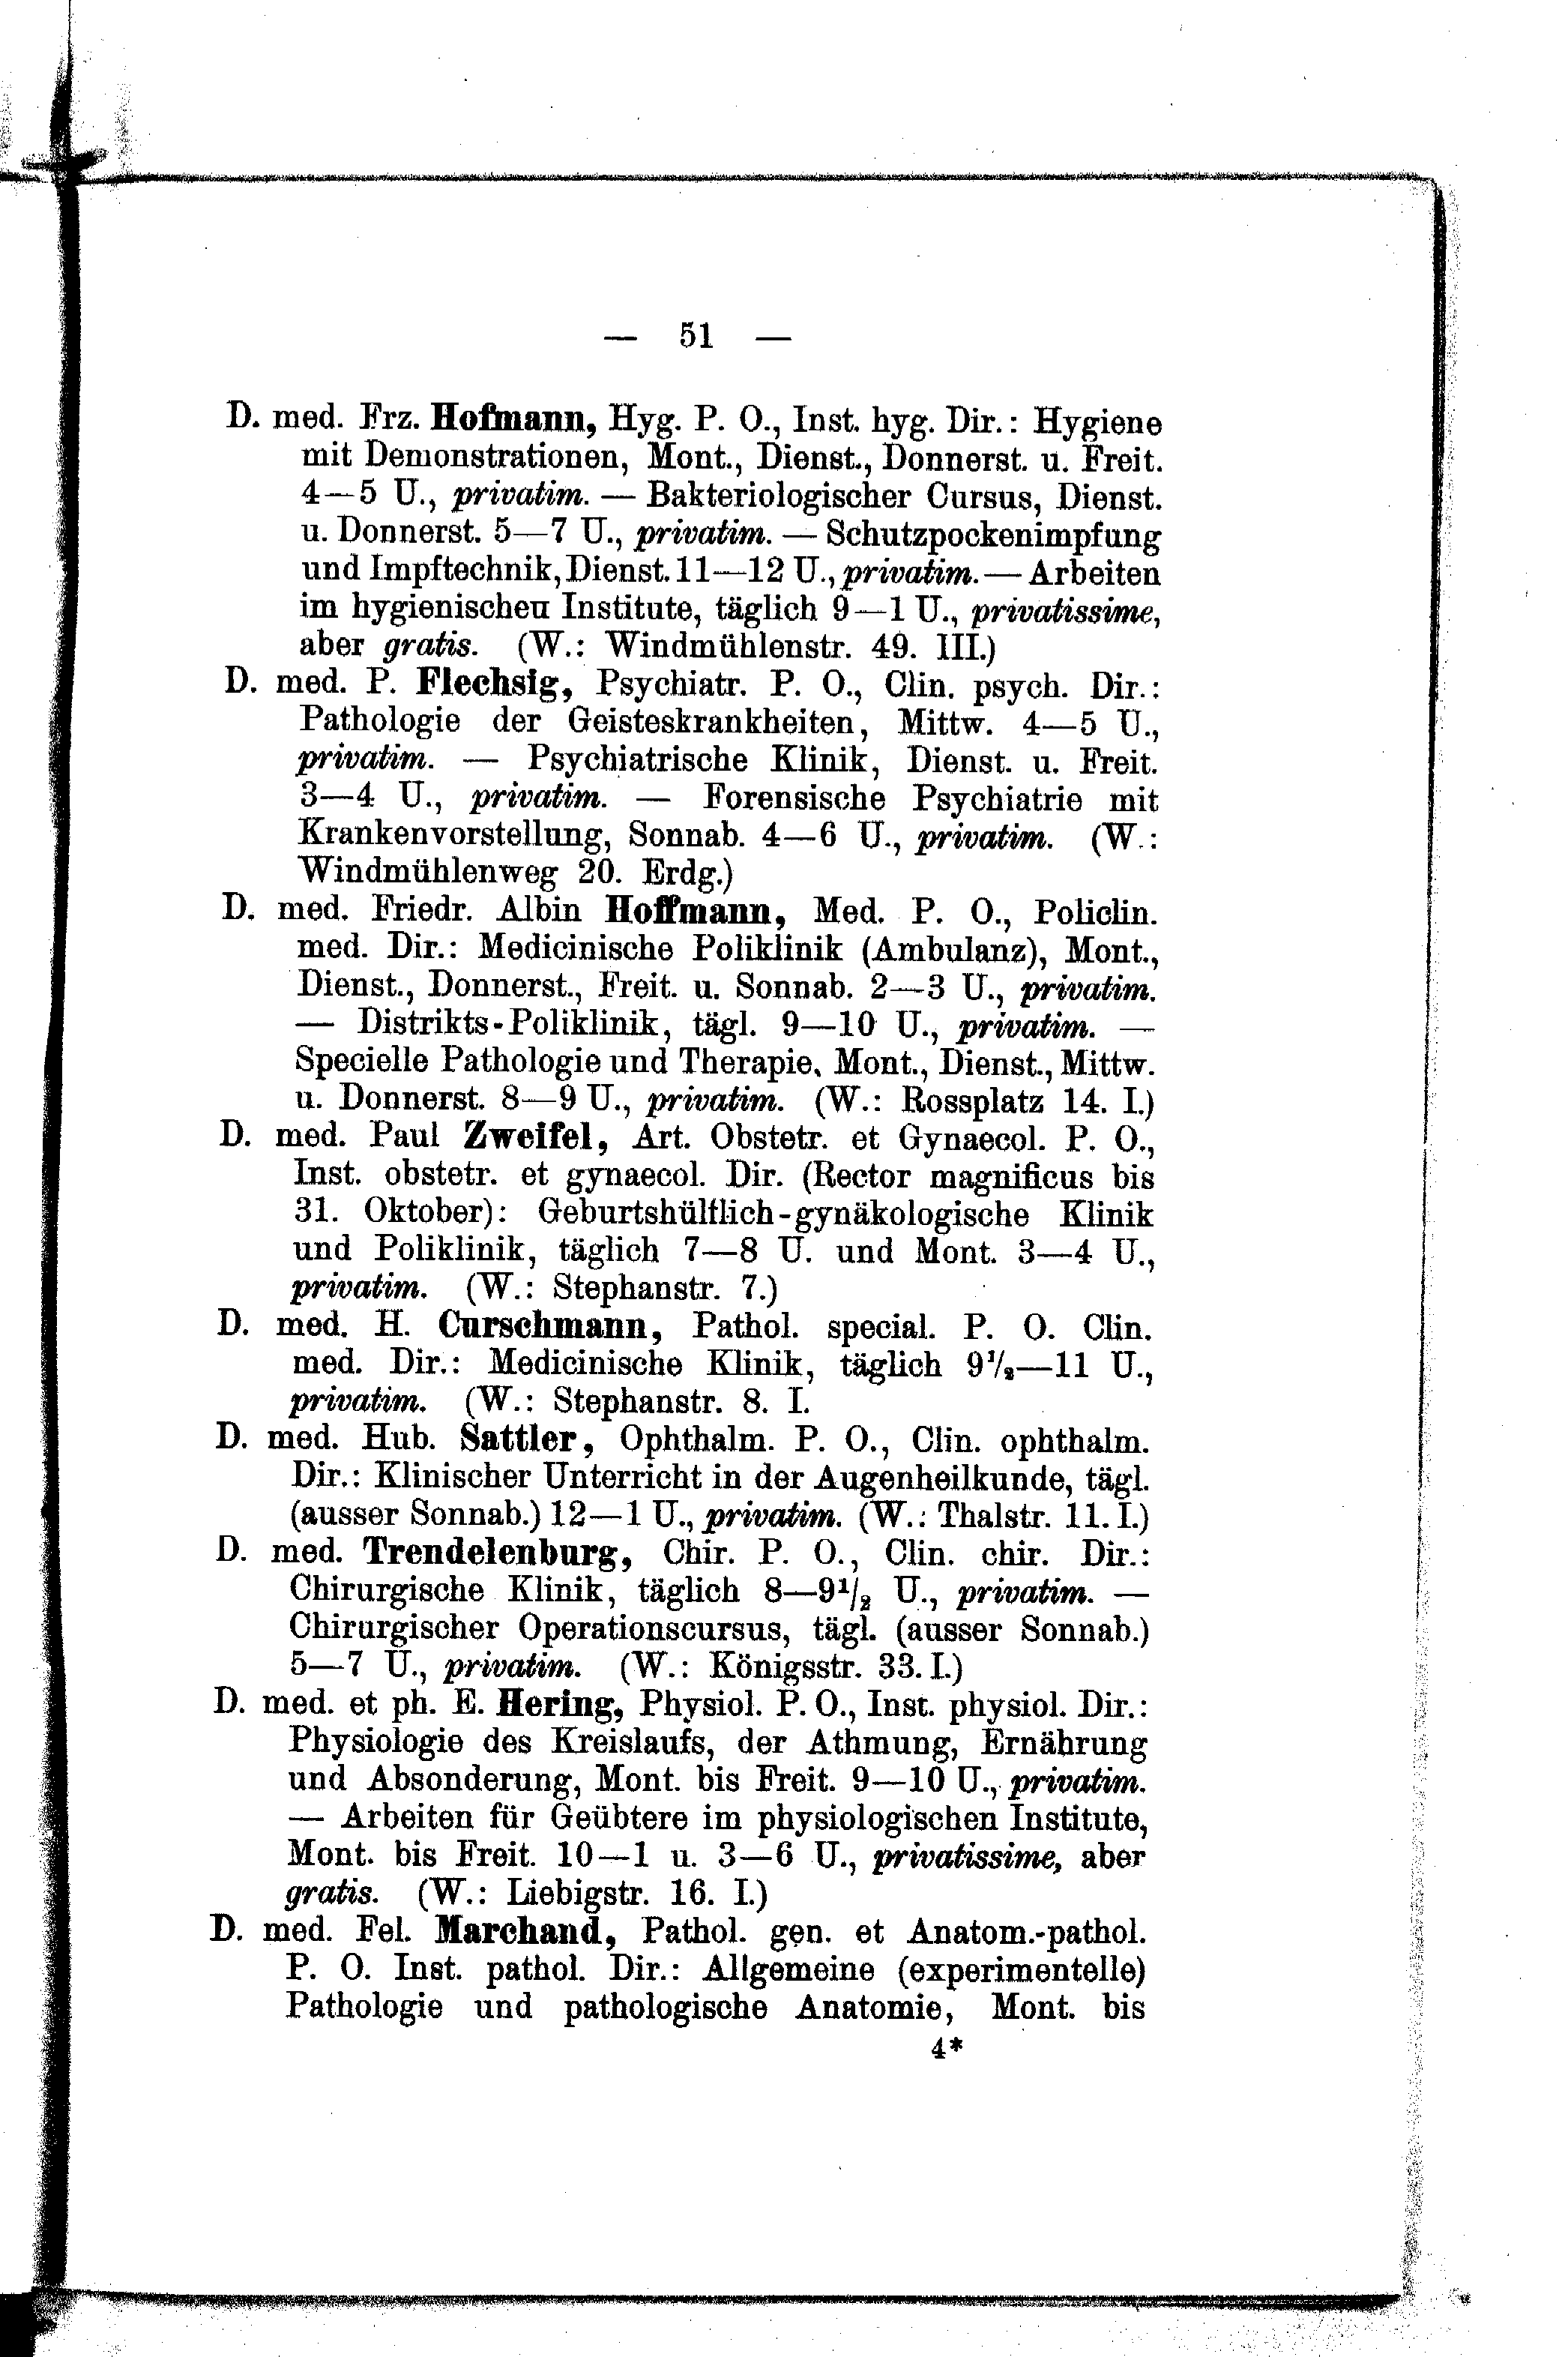 — 51 —
D. med. Frz. Hofmann, Hyg. P. O., Inst. hyg. Dir.: Hygiene
mit Demonstrationen, Mont., Dienst., Donnerst. u. Freit.
4—5 U., privatim. — Bakteriologischer Cursus, Dienst.
u. Donnerst. 5—7 U., privatim. — Schutzpockenimpfung
und Impftechnik, Dienst. 11—12 U., privatim. — Arbeiten
im hygienischen Institute, täglich 9—1 U., privatissime,
aber gratis. (W.: Windmühlenstr. 49. III.)
D. med. P. Flechsig, Psychiatr. P. O., Clin. psych. Dir.:
Pathologie der Geisteskrankheiten, Mittw. 4—5 U.,
privatim. — Psychiatrische Klinik, Dienst. u. Freit.
3—4 U., privatim. — Forensische Psychiatrie mit
Krankenvorstellung, Sonnab. 4—6 U., privatim. (W.:
Windmühlenweg 20. Erdg.)
D. med. Friedr. Albin Hoffmann, Med. P. O., Policlin.
med. Dir.: Medicinische Poliklinik (Ambulanz), Mont.,
Dienst., Donnerst., Freit. u. Sonnab. 2—3 U., privatim.
— Distrikts-Poliklinik, tägl. 9—10 U., privatim. —
Specielle Pathologie und Therapie, Mont., Dienst., Mittw.
u. Donnerst. 8—9 U., privatim. (W.: Rossplatz 14. I.)
D. med. Paul Zweifel, Art. Obstetr. et Gynaecol. P. O.,
Inst. obstetr. et gynaecol. Dir. (Rector magnificus bis
31. Oktober): Geburtshülflich-gynäkologische Klinik
und Poliklinik, täglich 7—8 U. und Mont. 3—4 U.,
privatim. (W.: Stephanstr. 7.)
D. med. H. Curschmann, Pathol. special. P. O. Clin.
med. Dir.: Medicinische Klinik, täglich 9½—11 U.,
privatim. (W.: Stephanstr. 8. I.
D. med. Hub. Sattler, Ophthalm. P. O., Clin. ophthalm.
Dir.: Klinischer Unterricht in der Augenheilkunde, tägl.
(ausser Sonnab.) 12—1 U., privatim. (W.: Thalstr. 11. I.)
D. med. Trendelenburg, Chir. P. O., Clin. chir. Dir.:
Chirurgische Klinik, täglich 8—9½ U., privatim. —
Chirurgischer Operationscursus, tägl. (ausser Sonnab.)
5—7 U., privatim. (W.: Königsstr. 33. I.)
D. med. et ph. E. Hering, Physiol. P. O., Inst. physiol. Dir.:
Physiologie des Kreislaufs, der Athmung, Ernährung
und Absonderung, Mont. bis Freit. 9—10 U., privatim.
— Arbeiten für Geübtere im physiologischen Institute,
Mont. bis Freit. 10—1 u. 3—6 U., privatissime, aber
gratis. (W.: Liebigstr. 16. I.)
D. med. Fel. Marchand, Pathol. gen. et Anatom.-pathol.
P. O. Inst. pathol. Dir.: Allgemeine (experimentelle)
Pathologie und pathologische Anatomie, Mont. bis
4*